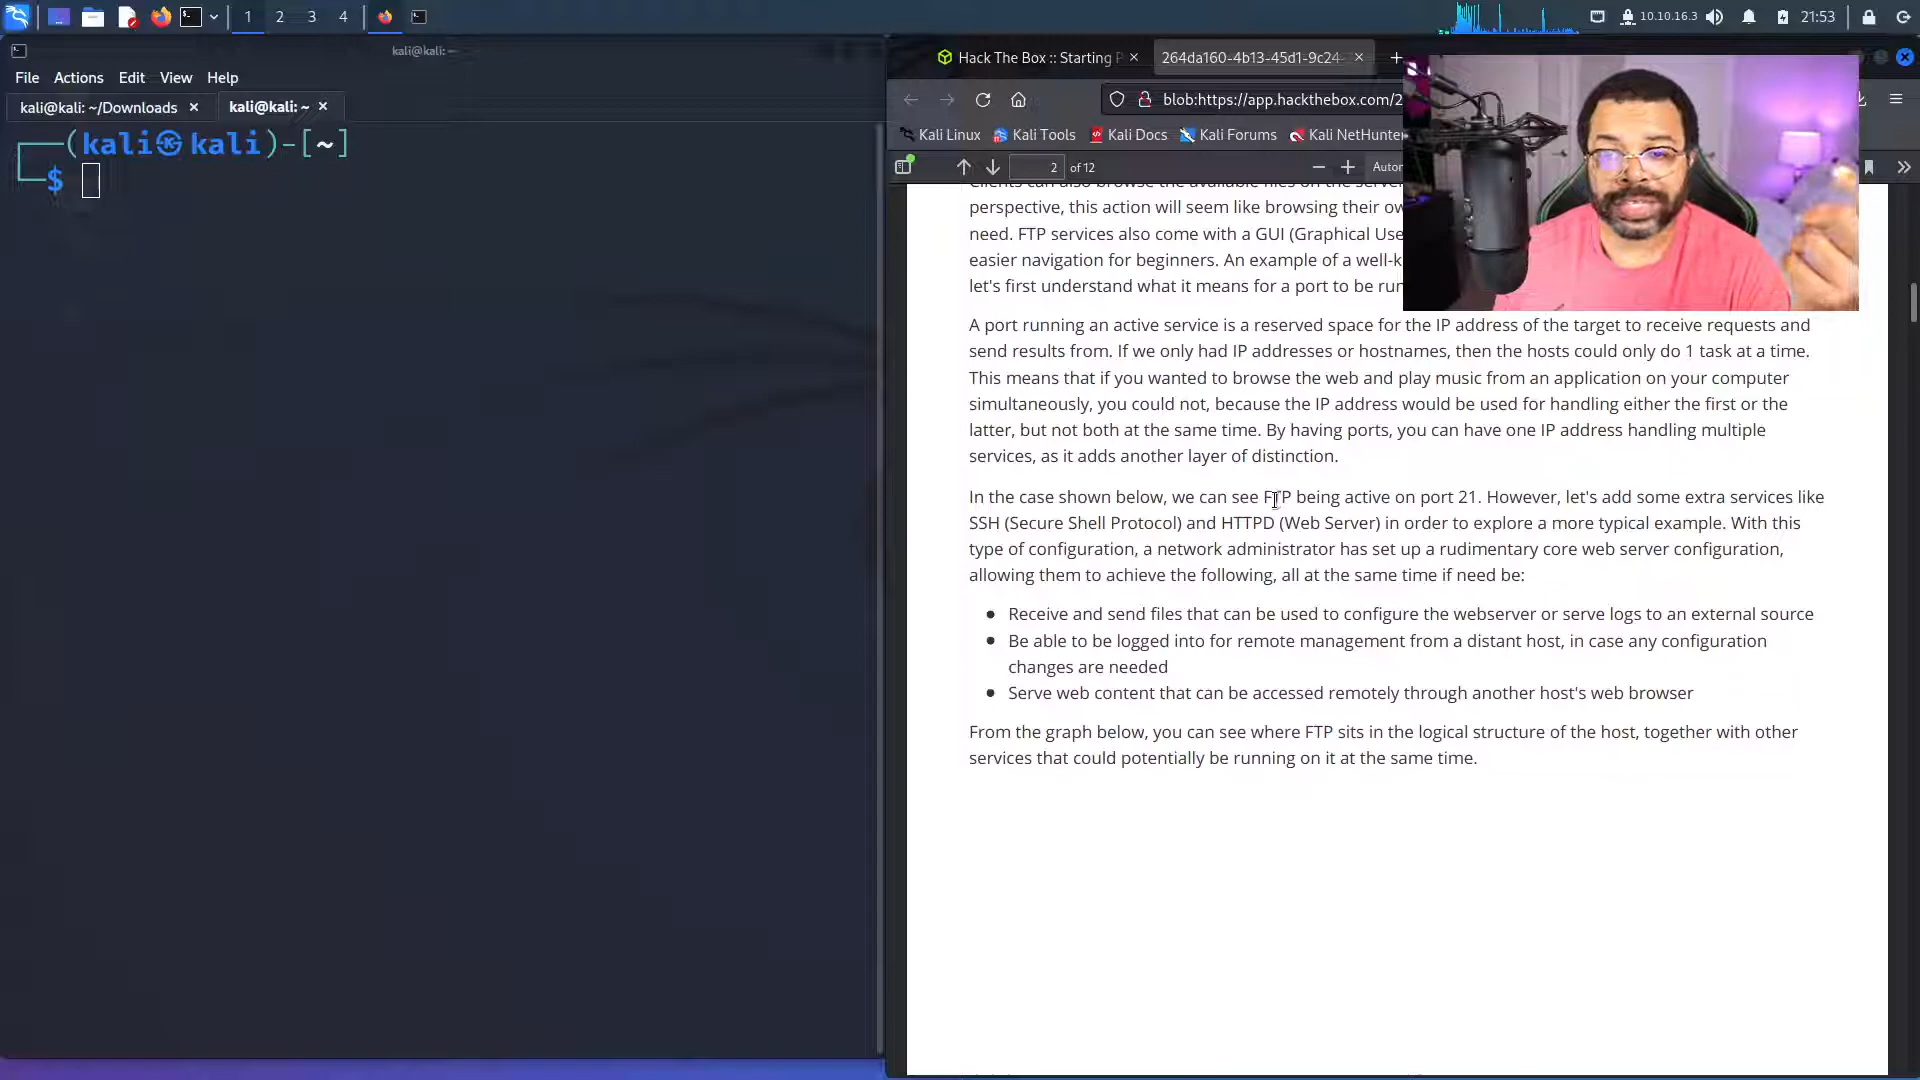 1 2 3 4
10.10.16.3
21:53
kali@kali: ~
File Actions Edit View Help
kali@kali: ~/Downloads
kali@kali: ~
(kali㉿kali)-[~]
$
Hack The Box :: Starting P
264da160-4b13-45d1-9c24-
blob:https://app.hackthebox.com/2
Kali Linux Kali Tools Kali Docs Kali Forums Kali NetHunter
2 of 12
Clients can also browse the available files on the server
perspective, this action will seem like browsing their ow
need. FTP services also come with a GUI (Graphical Use
easier navigation for beginners. An example of a well-k
let's first understand what it means for a port to be run
A port running an active service is a reserved space for the IP address of the target to receive requests and
send results from. If we only had IP addresses or hostnames, then the hosts could only do 1 task at a time.
This means that if you wanted to browse the web and play music from an application on your computer
simultaneously, you could not, because the IP address would be used for handling either the first or the
latter, but not both at the same time. By having ports, you can have one IP address handling multiple
services, as it adds another layer of distinction.
In the case shown below, we can see FTP being active on port 21. However, let's add some extra services like
SSH (Secure Shell Protocol) and HTTPD (Web Server) in order to explore a more typical example. With this
type of configuration, a network administrator has set up a rudimentary core web server configuration,
allowing them to achieve the following, all at the same time if need be:
● Receive and send files that can be used to configure the webserver or serve logs to an external source
● Be able to be logged into for remote management from a distant host, in case any configuration
changes are needed
● Serve web content that can be accessed remotely through another host's web browser
From the graph below, you can see where FTP sits in the logical structure of the host, together with other
services that could potentially be running on it at the same time.